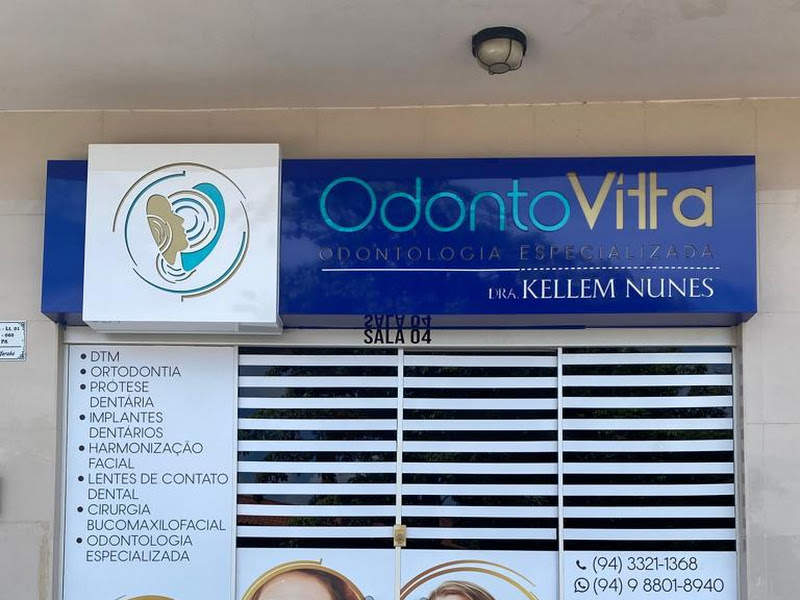 OdontoVitta
ODONTOLOGIA ESPECIALIZADA
DRA. KELLEM NUNES
SALA 04
• DTM
• ORTODONTIA
• PRÓTESE
DENTÁRIA
• IMPLANTES
DENTÁRIOS
• HARMONIZAÇÃO
FACIAL
• LENTES DE CONTATO
DENTAL
• CIRURGIA
BUCOMAXILOFACIAL
• ODONTOLOGIA
ESPECIALIZADA
(94) 3321-1368
(94) 9 8801-8940